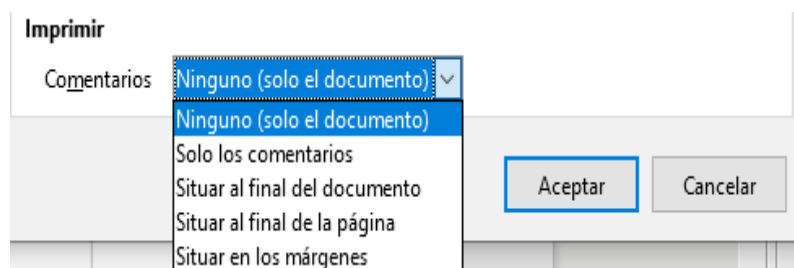 Imprimir
Comentarios Ninguno (solo el documento)
Ninguno (solo el documento)
Solo los comentarios
Situar al final del documento
Situar al final de la página
Situar en los márgenes
Aceptar Cancelar